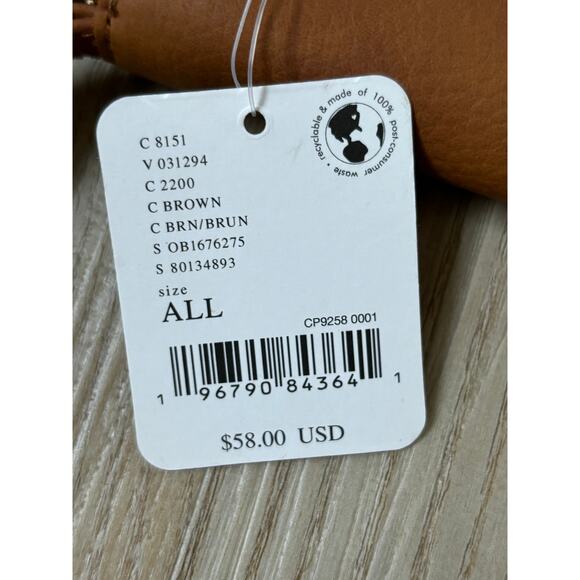 recyclable & made of 100% post-consumer waste •
C 8151
V 031294
C 2200
C BROWN
C BRN/BRUN
S OB1676275
S 80134893
size
ALL
CP9258 0001
1 96790 84364 1
$58.00 USD